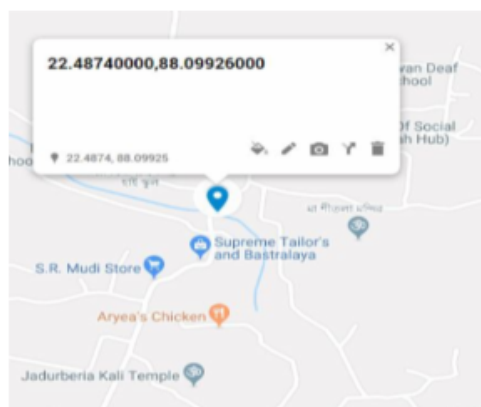 22.48740000,88.09926000
22.4874, 88.09925
van Deaf
hool
Of Social
ah Hub)
hoo
Supreme Tailor's
and Bastralaya
S.R. Mudi Store
Aryea's Chicken
Jadurberia Kali Temple